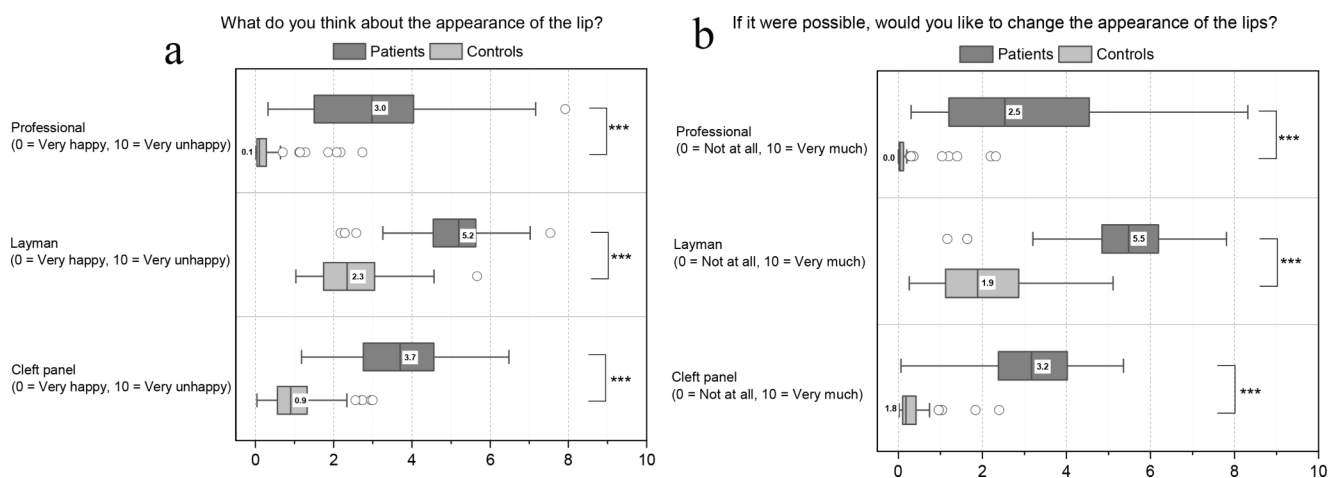 What do you think about the appearance of the lip?
a
Patients Controls
Professional
(0 = Very happy, 10 = Very unhappy)
3.0
0.1
***
Layman
(0 = Very happy, 10 = Very unhappy)
5.2
2.3
***
Cleft panel
(0 = Very happy, 10 = Very unhappy)
3.7
0.9
***
0 2 4 6 8 10
If it were possible, would you like to change the appearance of the lips?
b
Patients Controls
Professional
(0 = Not at all, 10 = Very much)
2.5
0.0
***
Layman
(0 = Not at all, 10 = Very much)
5.5
1.9
***
Cleft panel
(0 = Not at all, 10 = Very much)
3.2
1.8
***
0 2 4 6 8 10